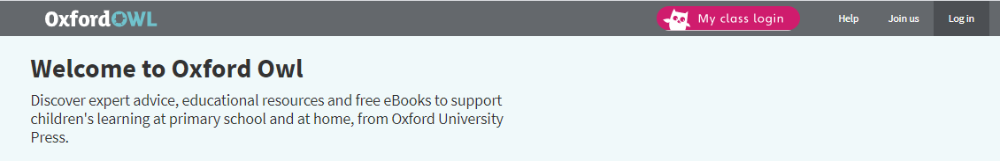 OxfordOWL My class login Help Join us Log in
Welcome to Oxford Owl
Discover expert advice, educational resources and free eBooks to support
children's learning at primary school and at home, from Oxford University
Press.